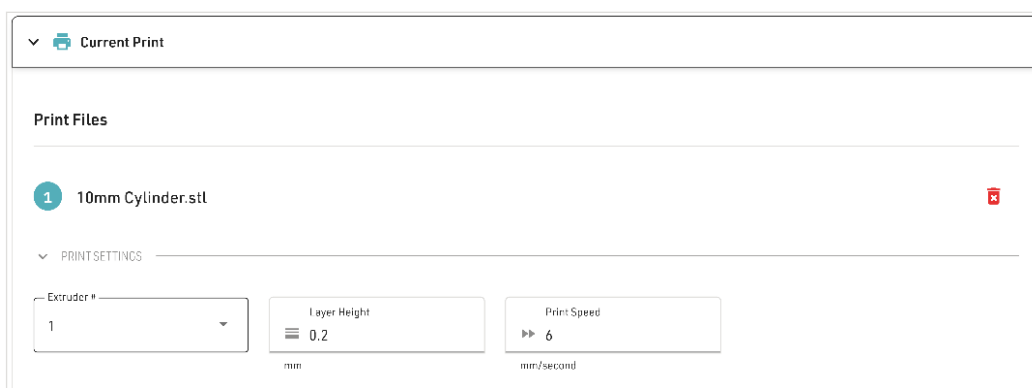 Current Print
Print Files
1 10mm Cylinder.stl
PRINT SETTINGS
Extruder # Layer Height Print Speed
1 0.2 6
mm mm/second